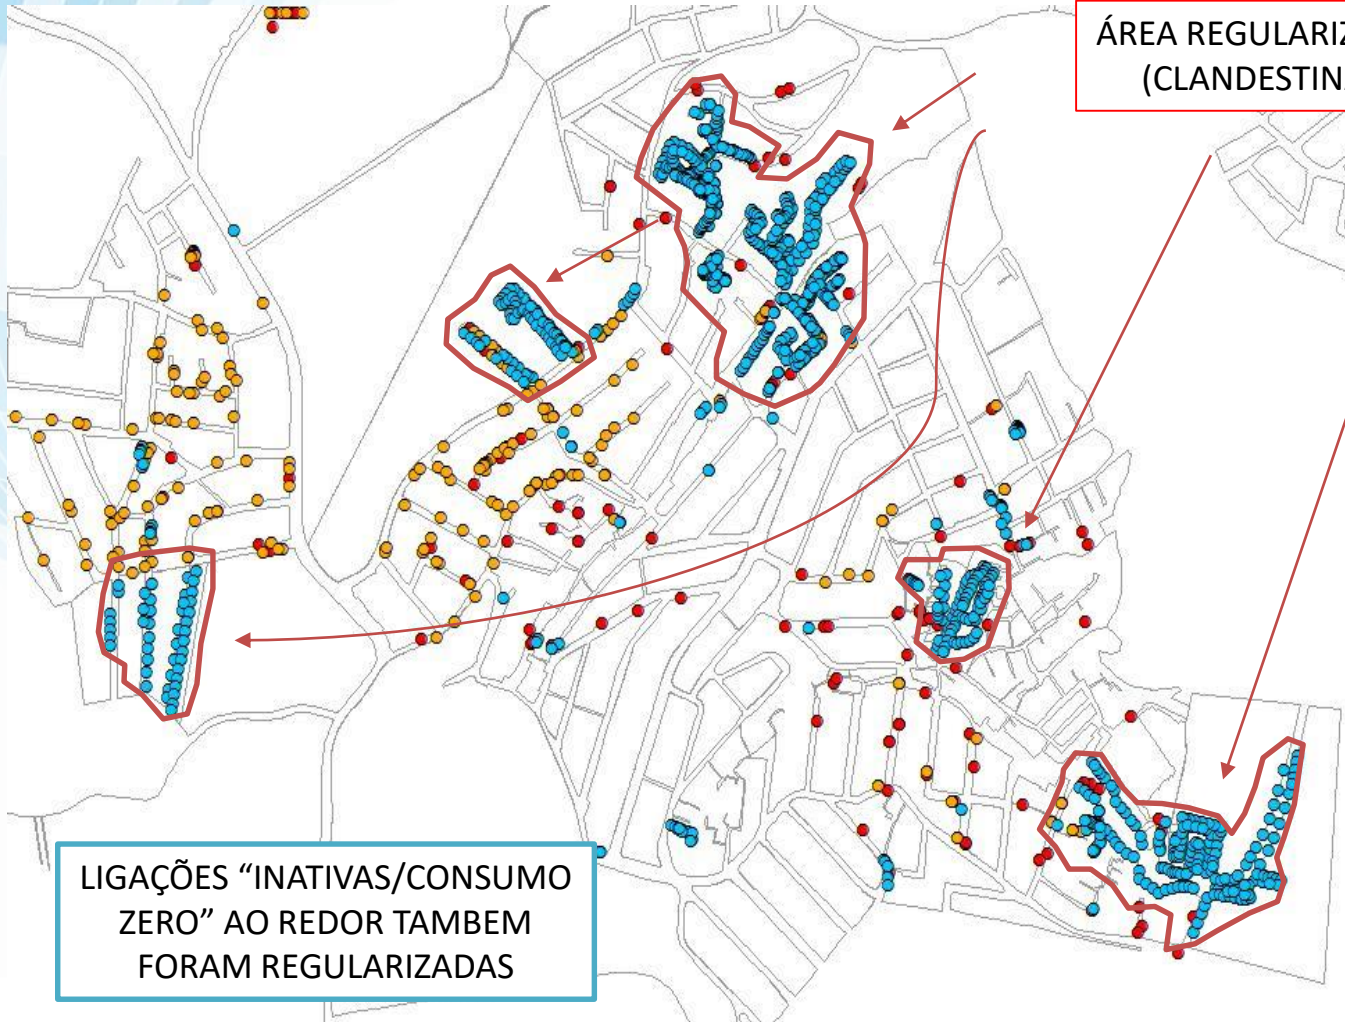 ÁREA REGULARIZ
(CLANDESTIN
LIGAÇÕES “INATIVAS/CONSUMO
ZERO” AO REDOR TAMBEM
FORAM REGULARIZADAS